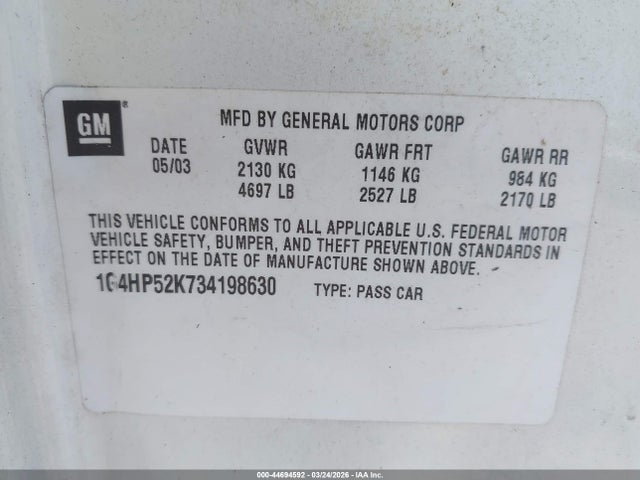 GM®
MFD BY GENERAL MOTORS CORP
DATE GVWR GAWR FRT GAWR RR
05/03 2130 KG 1146 KG 984 KG
4697 LB 2527 LB 2170 LB
THIS VEHICLE CONFORMS TO ALL APPLICABLE U.S. FEDERAL MOTOR
VEHICLE SAFETY, BUMPER, AND THEFT PREVENTION STANDARDS IN
EFFECT ON THE DATE OF MANUFACTURE SHOWN ABOVE.
1G4HP52K734198630 TYPE: PASS CAR
000-44694592 - 03/24/2026 - IAA Inc.